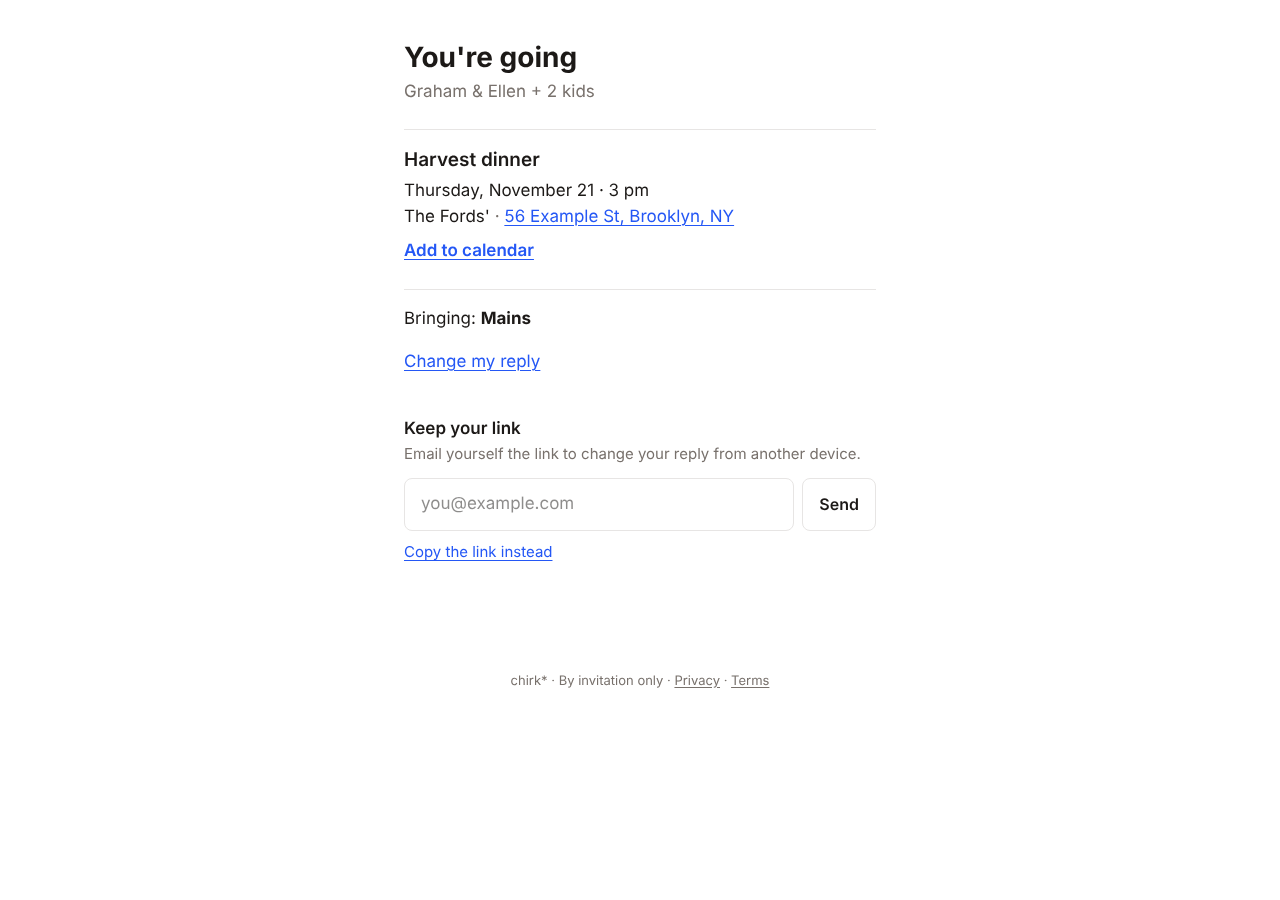 You're going
Graham & Ellen + 2 kids
Harvest dinner
Thursday, November 21 · 3 pm
The Fords' · 56 Example St, Brooklyn, NY
Add to calendar
Bringing: Mains
Change my reply
Keep your link
Email yourself the link to change your reply from another device.
you@example.com
Send
Copy the link instead
chirk* · By invitation only · Privacy · Terms